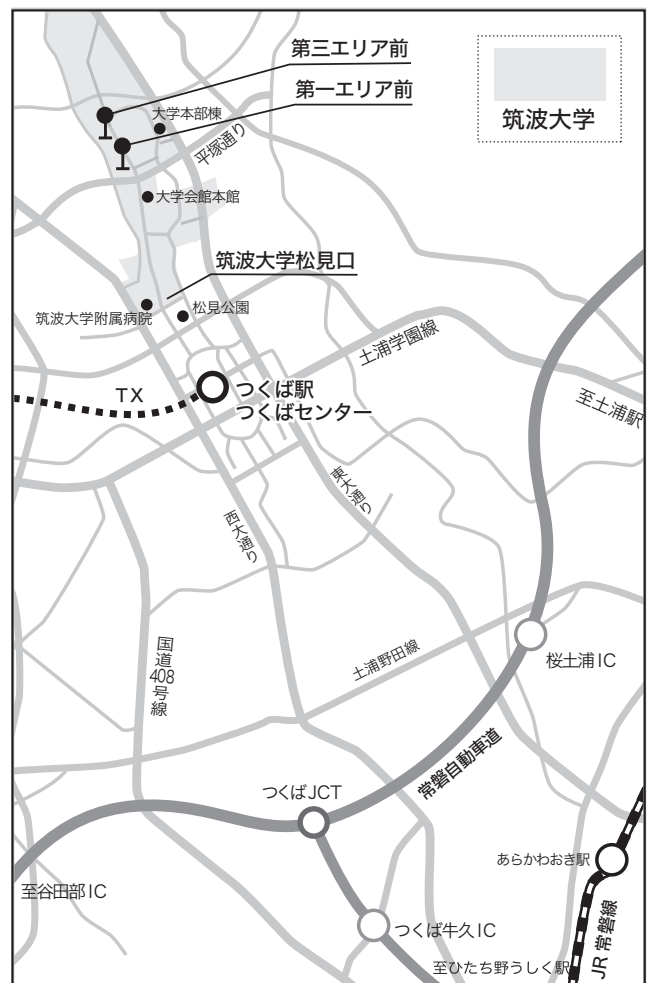 第三エリア前
第一エリア前
大学本部棟
筑波大学
平塚通り
大学会館本館
筑波大学松見口
松見公園
筑波大学附属病院
土浦学園線
TX
つくば駅
つくばセンター
至土浦駅
東大通り
西大通り
国道408号線
土浦野田線
桜土浦IC
常磐自動車道
つくばJCT
あらかわおき駅
至谷田部IC
つくば牛久IC
至ひたち野うしく駅
JR常磐線